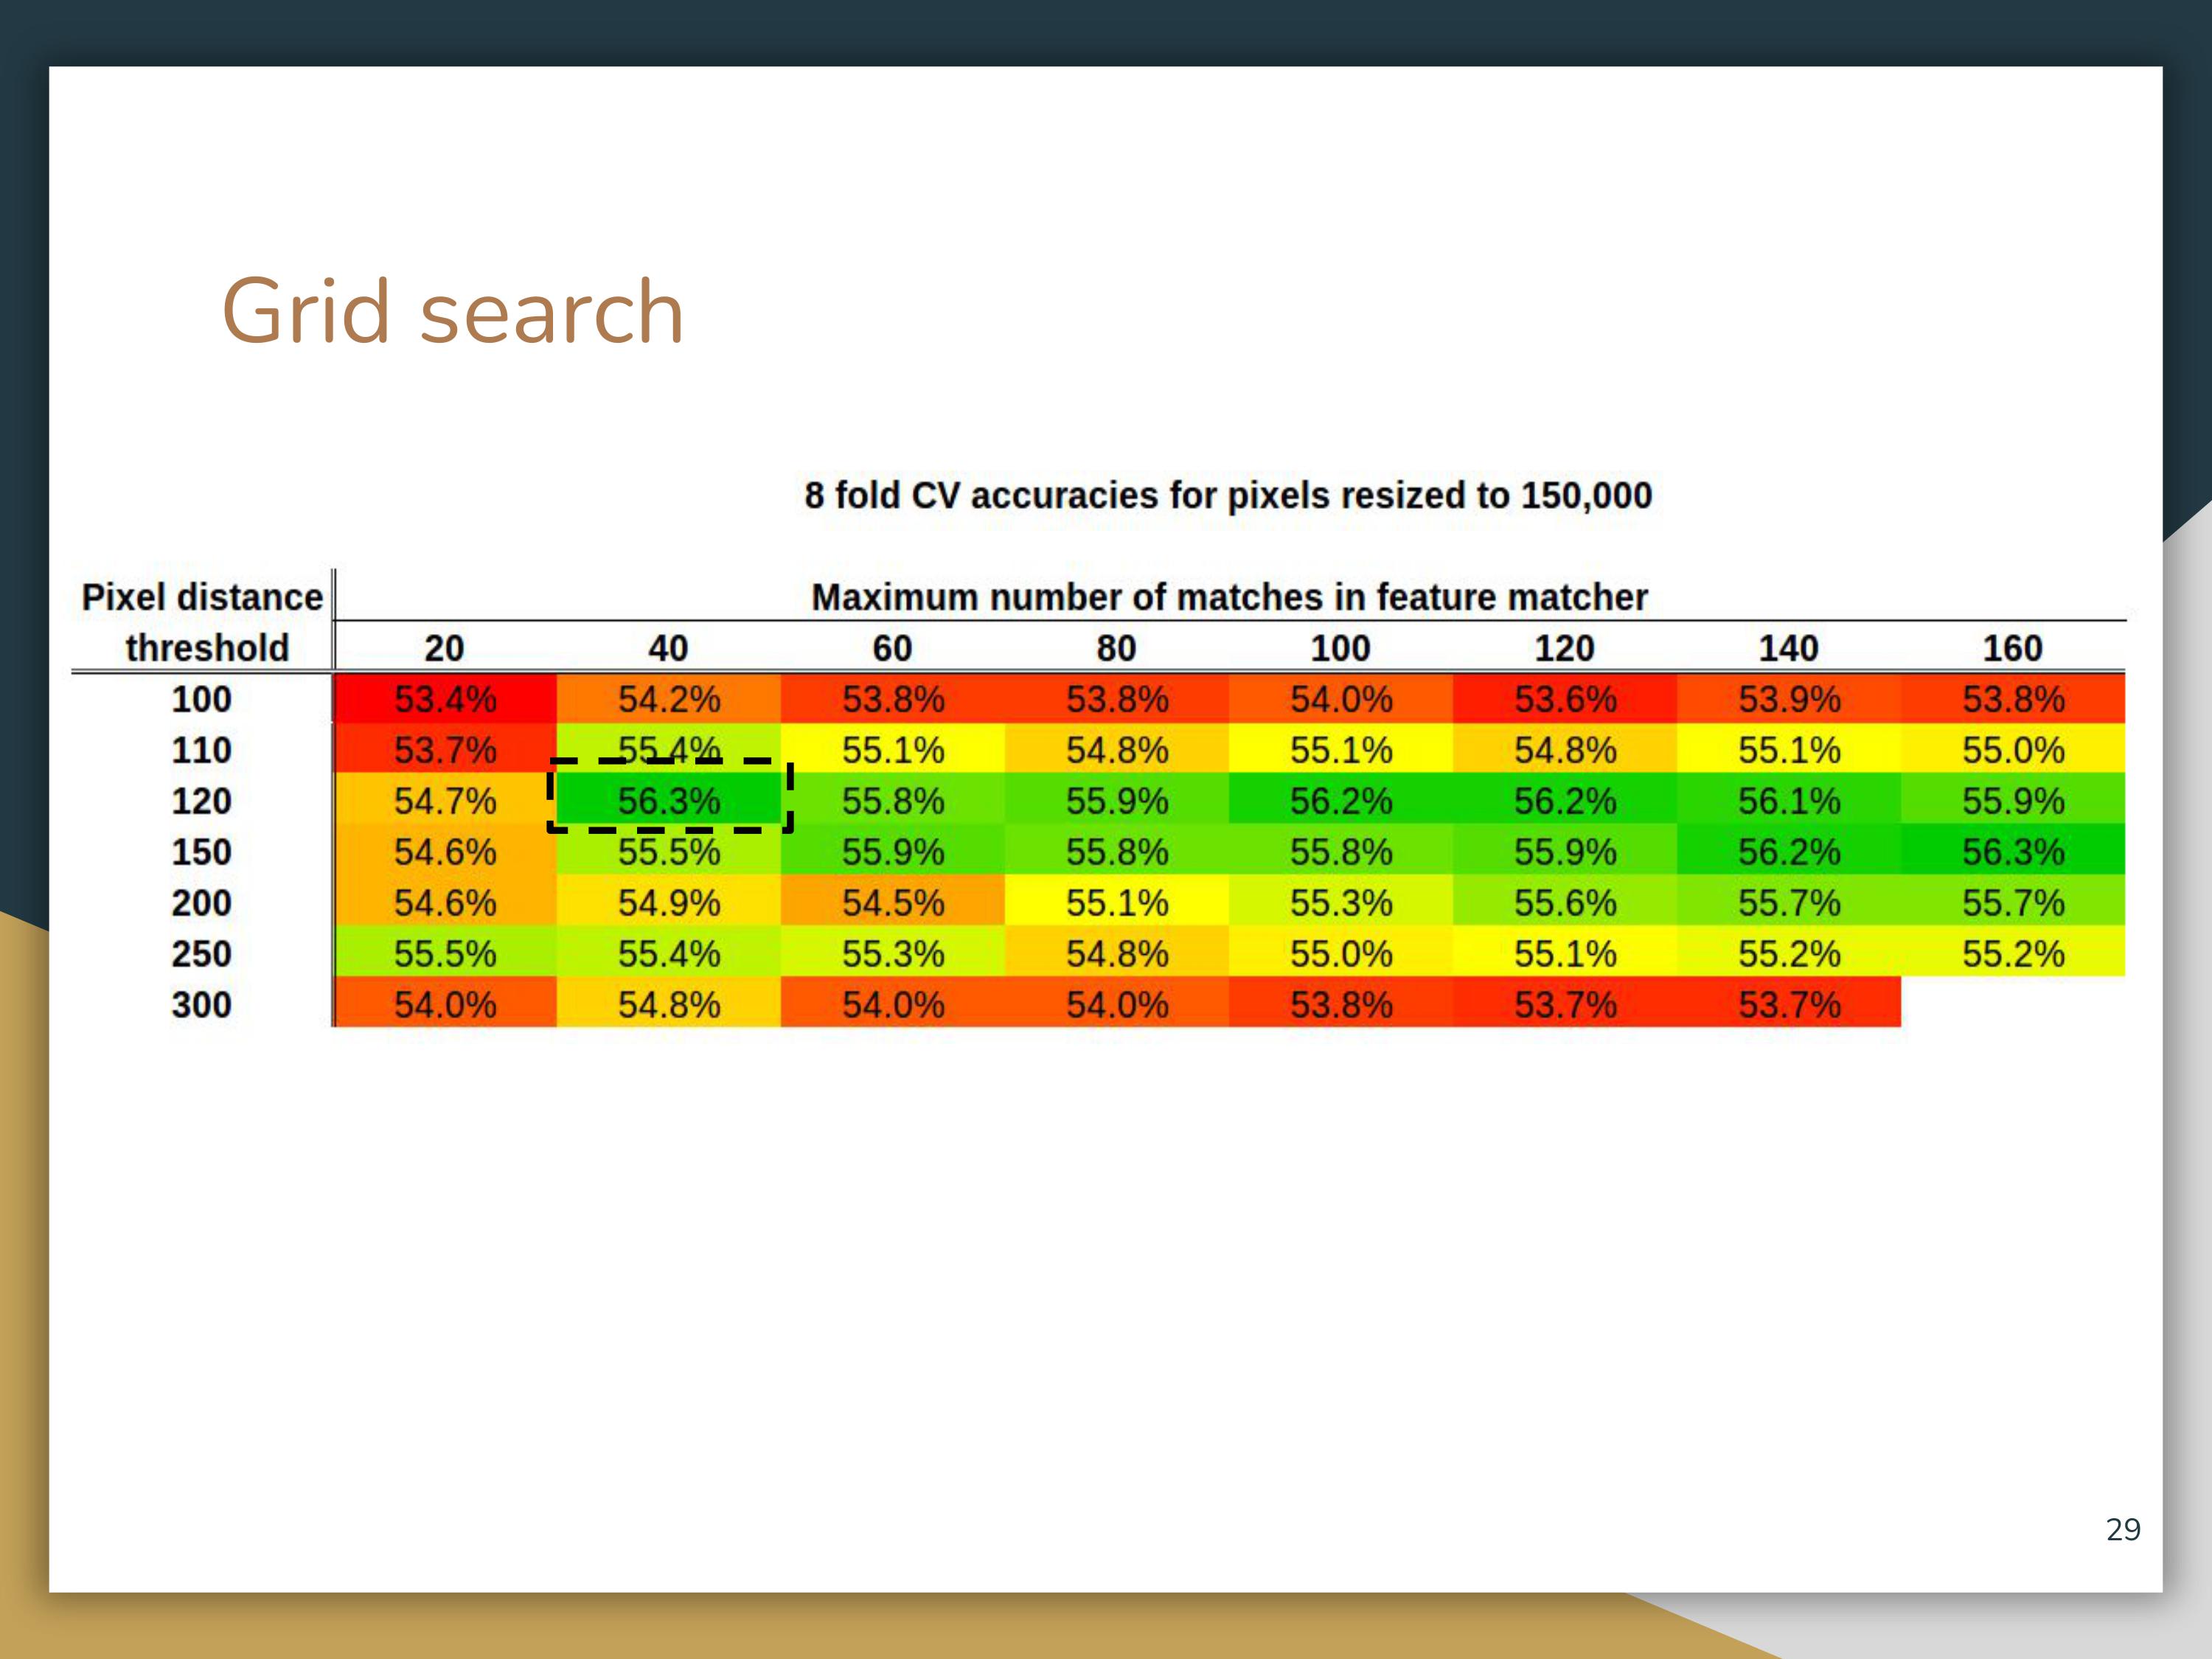 Grid search
8 fold CV accuracies for pixels resized to 150,000
Pixel distance Maximum number of matches in feature matcher
threshold 20 40 60 80 100 120 140 160
100 53.4% 54.2% 53.8% 53.8% 54.0% 53.6% 53.9% 53.8%
110 53.7% 55.4% 55.1% 54.8% 55.1% 54.8% 55.1% 55.0%
120 54.7% 56.3% 55.8% 55.9% 56.2% 56.2% 56.1% 55.9%
150 54.6% 55.5% 55.9% 55.8% 55.8% 55.9% 56.2% 56.3%
200 54.6% 54.9% 54.5% 55.1% 55.3% 55.6% 55.7% 55.7%
250 55.5% 55.4% 55.3% 54.8% 55.0% 55.1% 55.2% 55.2%
300 54.0% 54.8% 54.0% 54.0% 53.8% 53.7% 53.7%
29